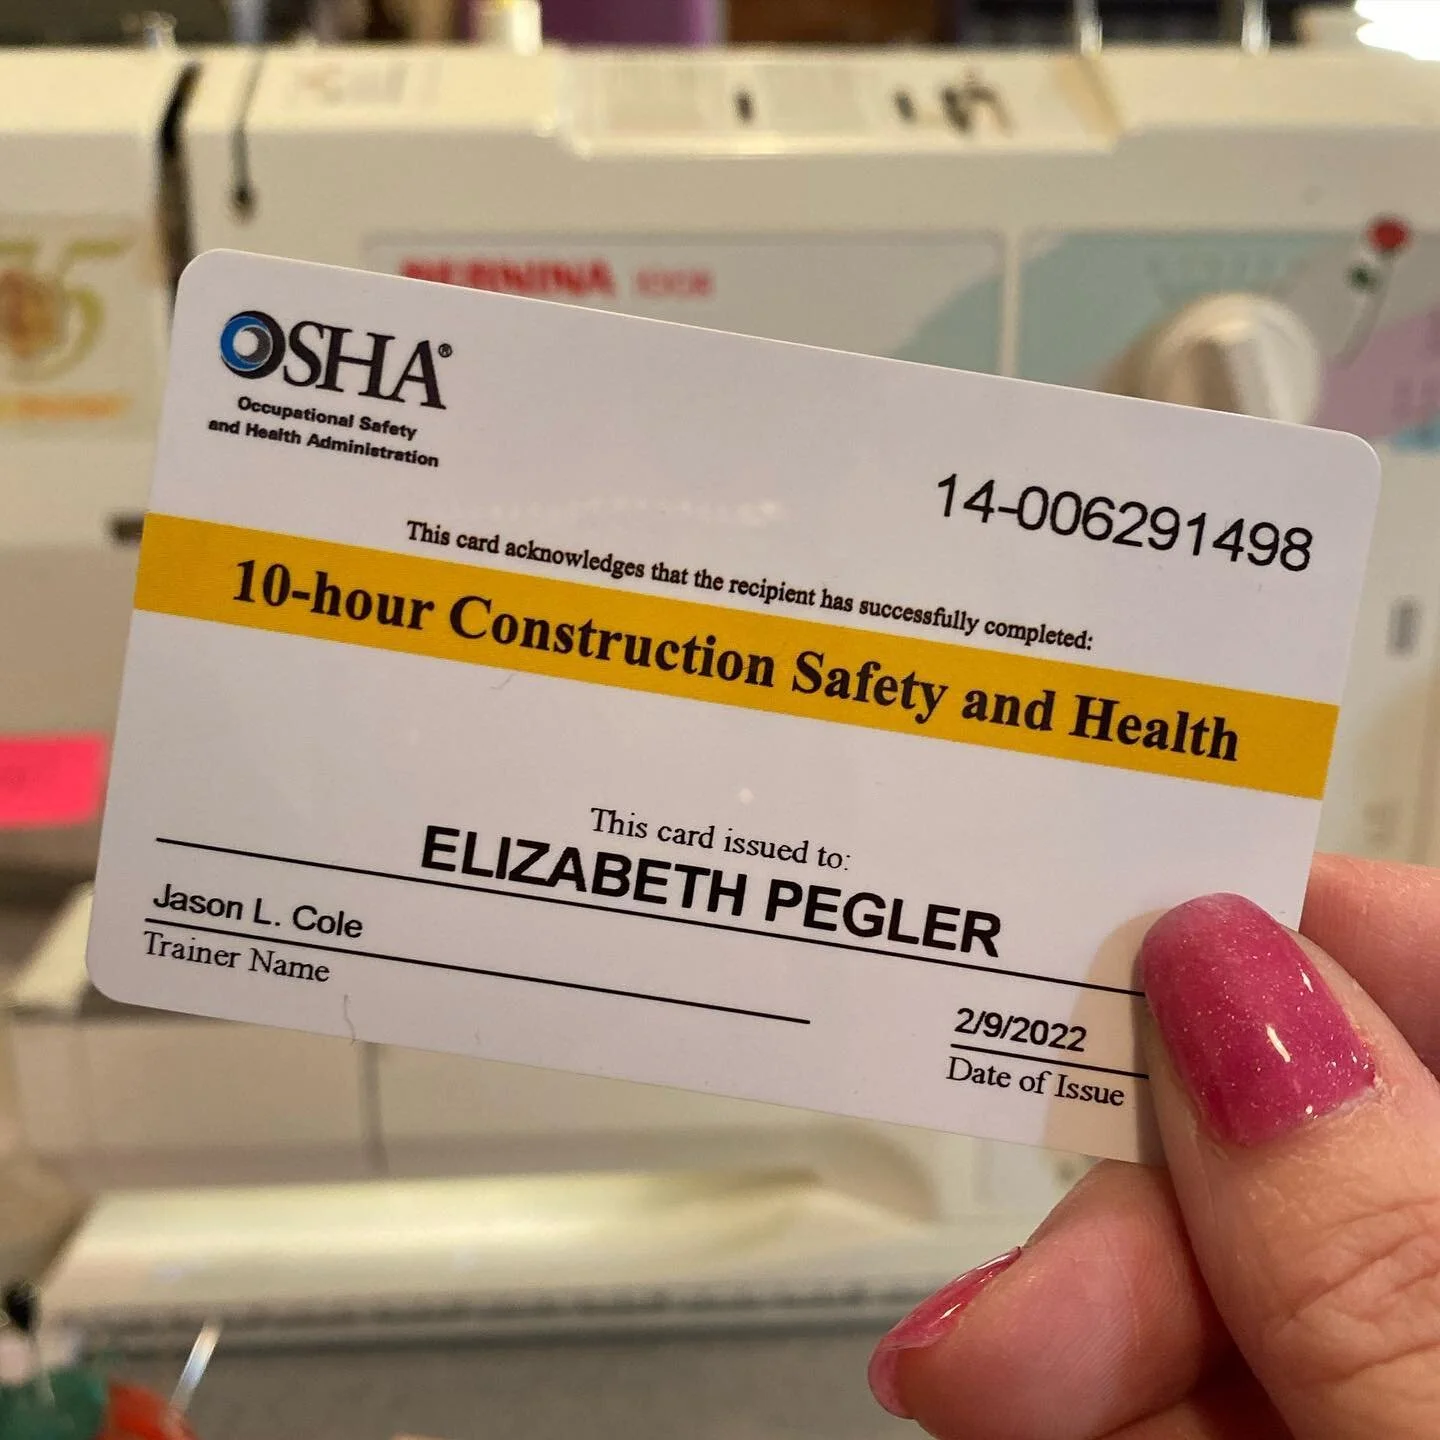 BERNINA
OSHA®
Occupational Safety
and Health Administration
14-006291498
This card acknowledges that the recipient has successfully completed:
10-hour Construction Safety and Health
This card issued to:
ELIZABETH PEGLER
Jason L. Cole
Trainer Name
2/9/2022
Date of Issue